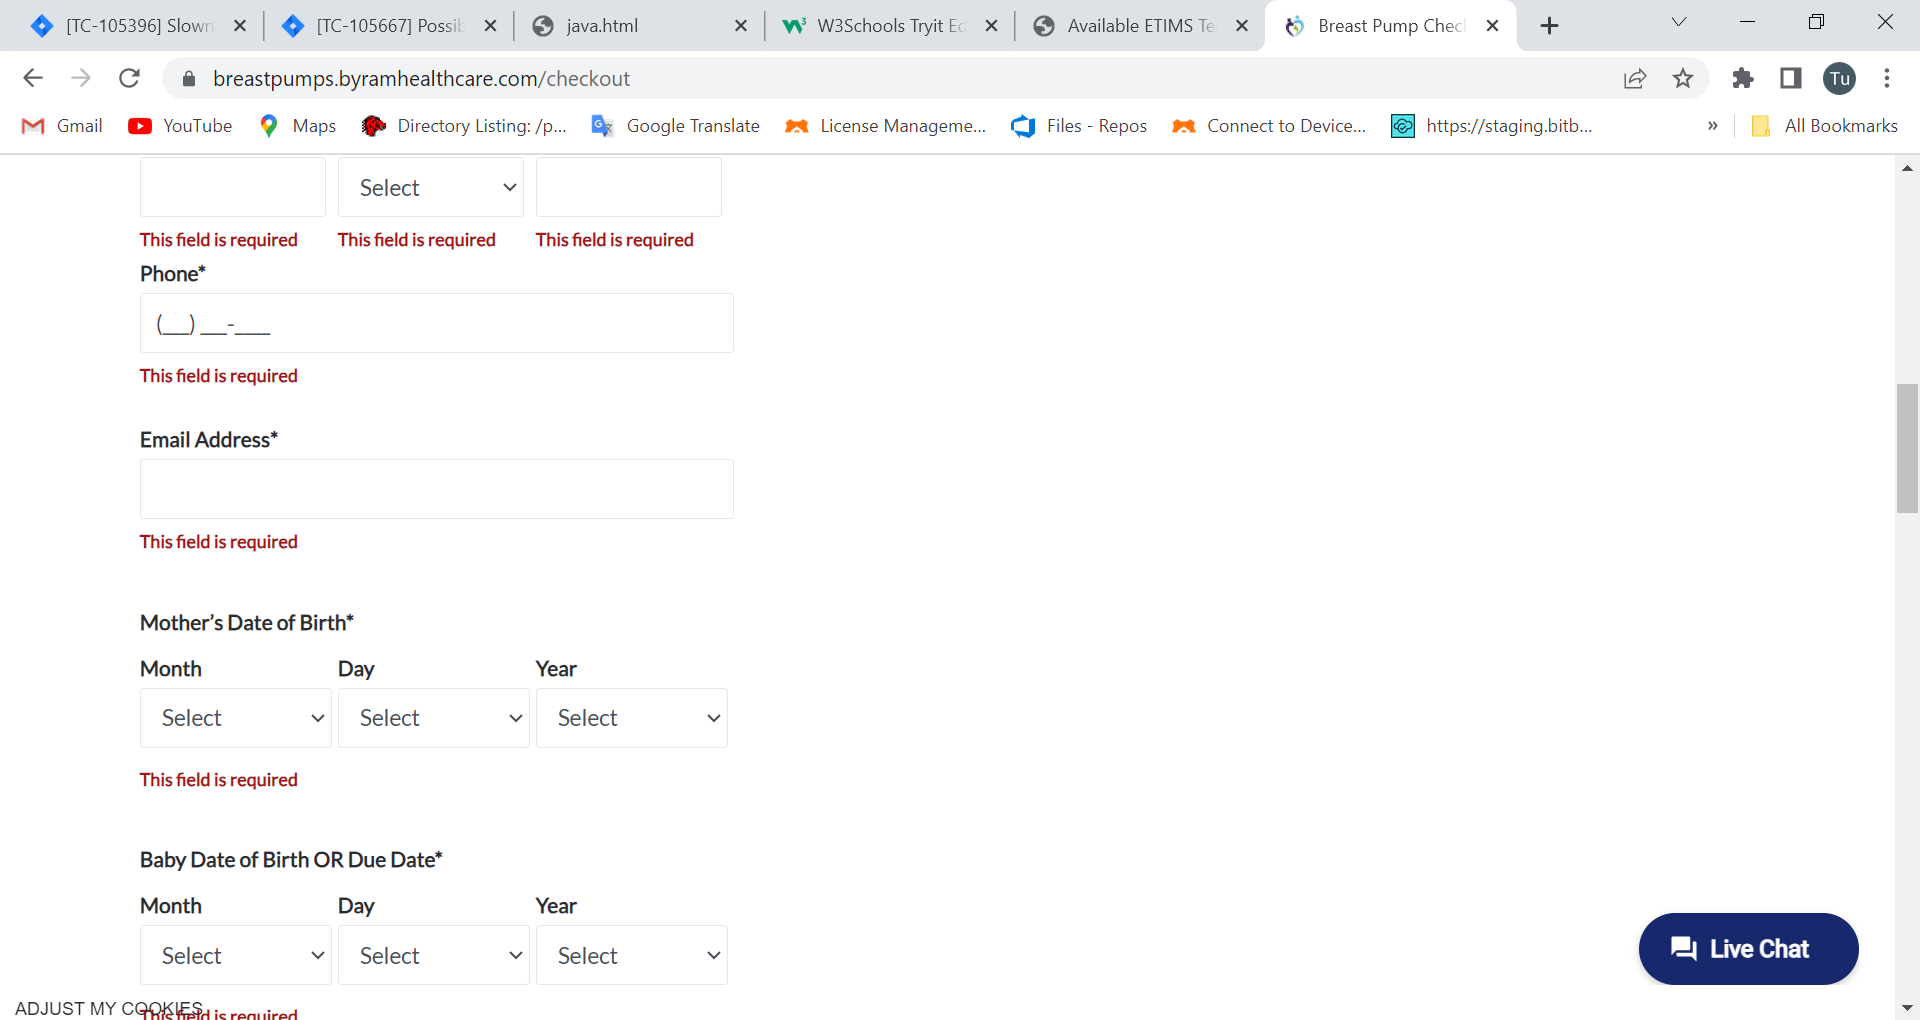 [TC-105396] Slown
[TC-105667] Possib
java.html
W3Schools Tryit Ed
Available ETIMS Te
Breast Pump Check
breastpumps.byramhealthcare.com/checkout
Tu
Gmail
YouTube
Maps
Directory Listing: /p...
Google Translate
License Manageme...
Files - Repos
Connect to Device...
https://staging.bitb...
»
All Bookmarks
Select
This field is required
This field is required
This field is required
Phone*
(___) ___-____
This field is required
Email Address*
This field is required
Mother’s Date of Birth*
Month Day Year
Select Select Select
This field is required
Baby Date of Birth OR Due Date*
Month Day Year
Select Select Select
Live Chat
ADJUST MY COOKIES
This field is required